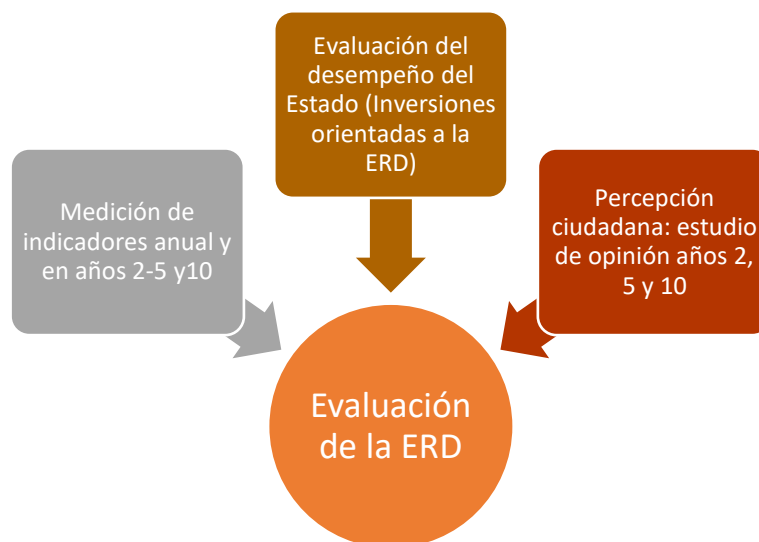 Evaluación del
desempeño del
Estado (Inversiones
orientadas a la
ERD)
Medición de
indicadores anual y
en años 2-5 y10
Percepción
ciudadana: estudio
de opinión años 2,
5 y 10
Evaluación
de la ERD